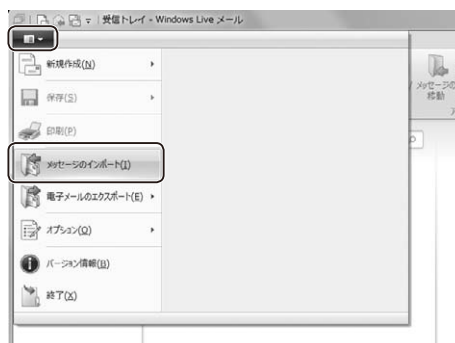 受信トレイ - Windows Live メール
新規作成(N)
保存(S)
印刷(P)
メッセージのインポート(I)
電子メールのエクスポート(E)
オプション(O)
バージョン情報(B)
終了(X)
メッセージの
移動